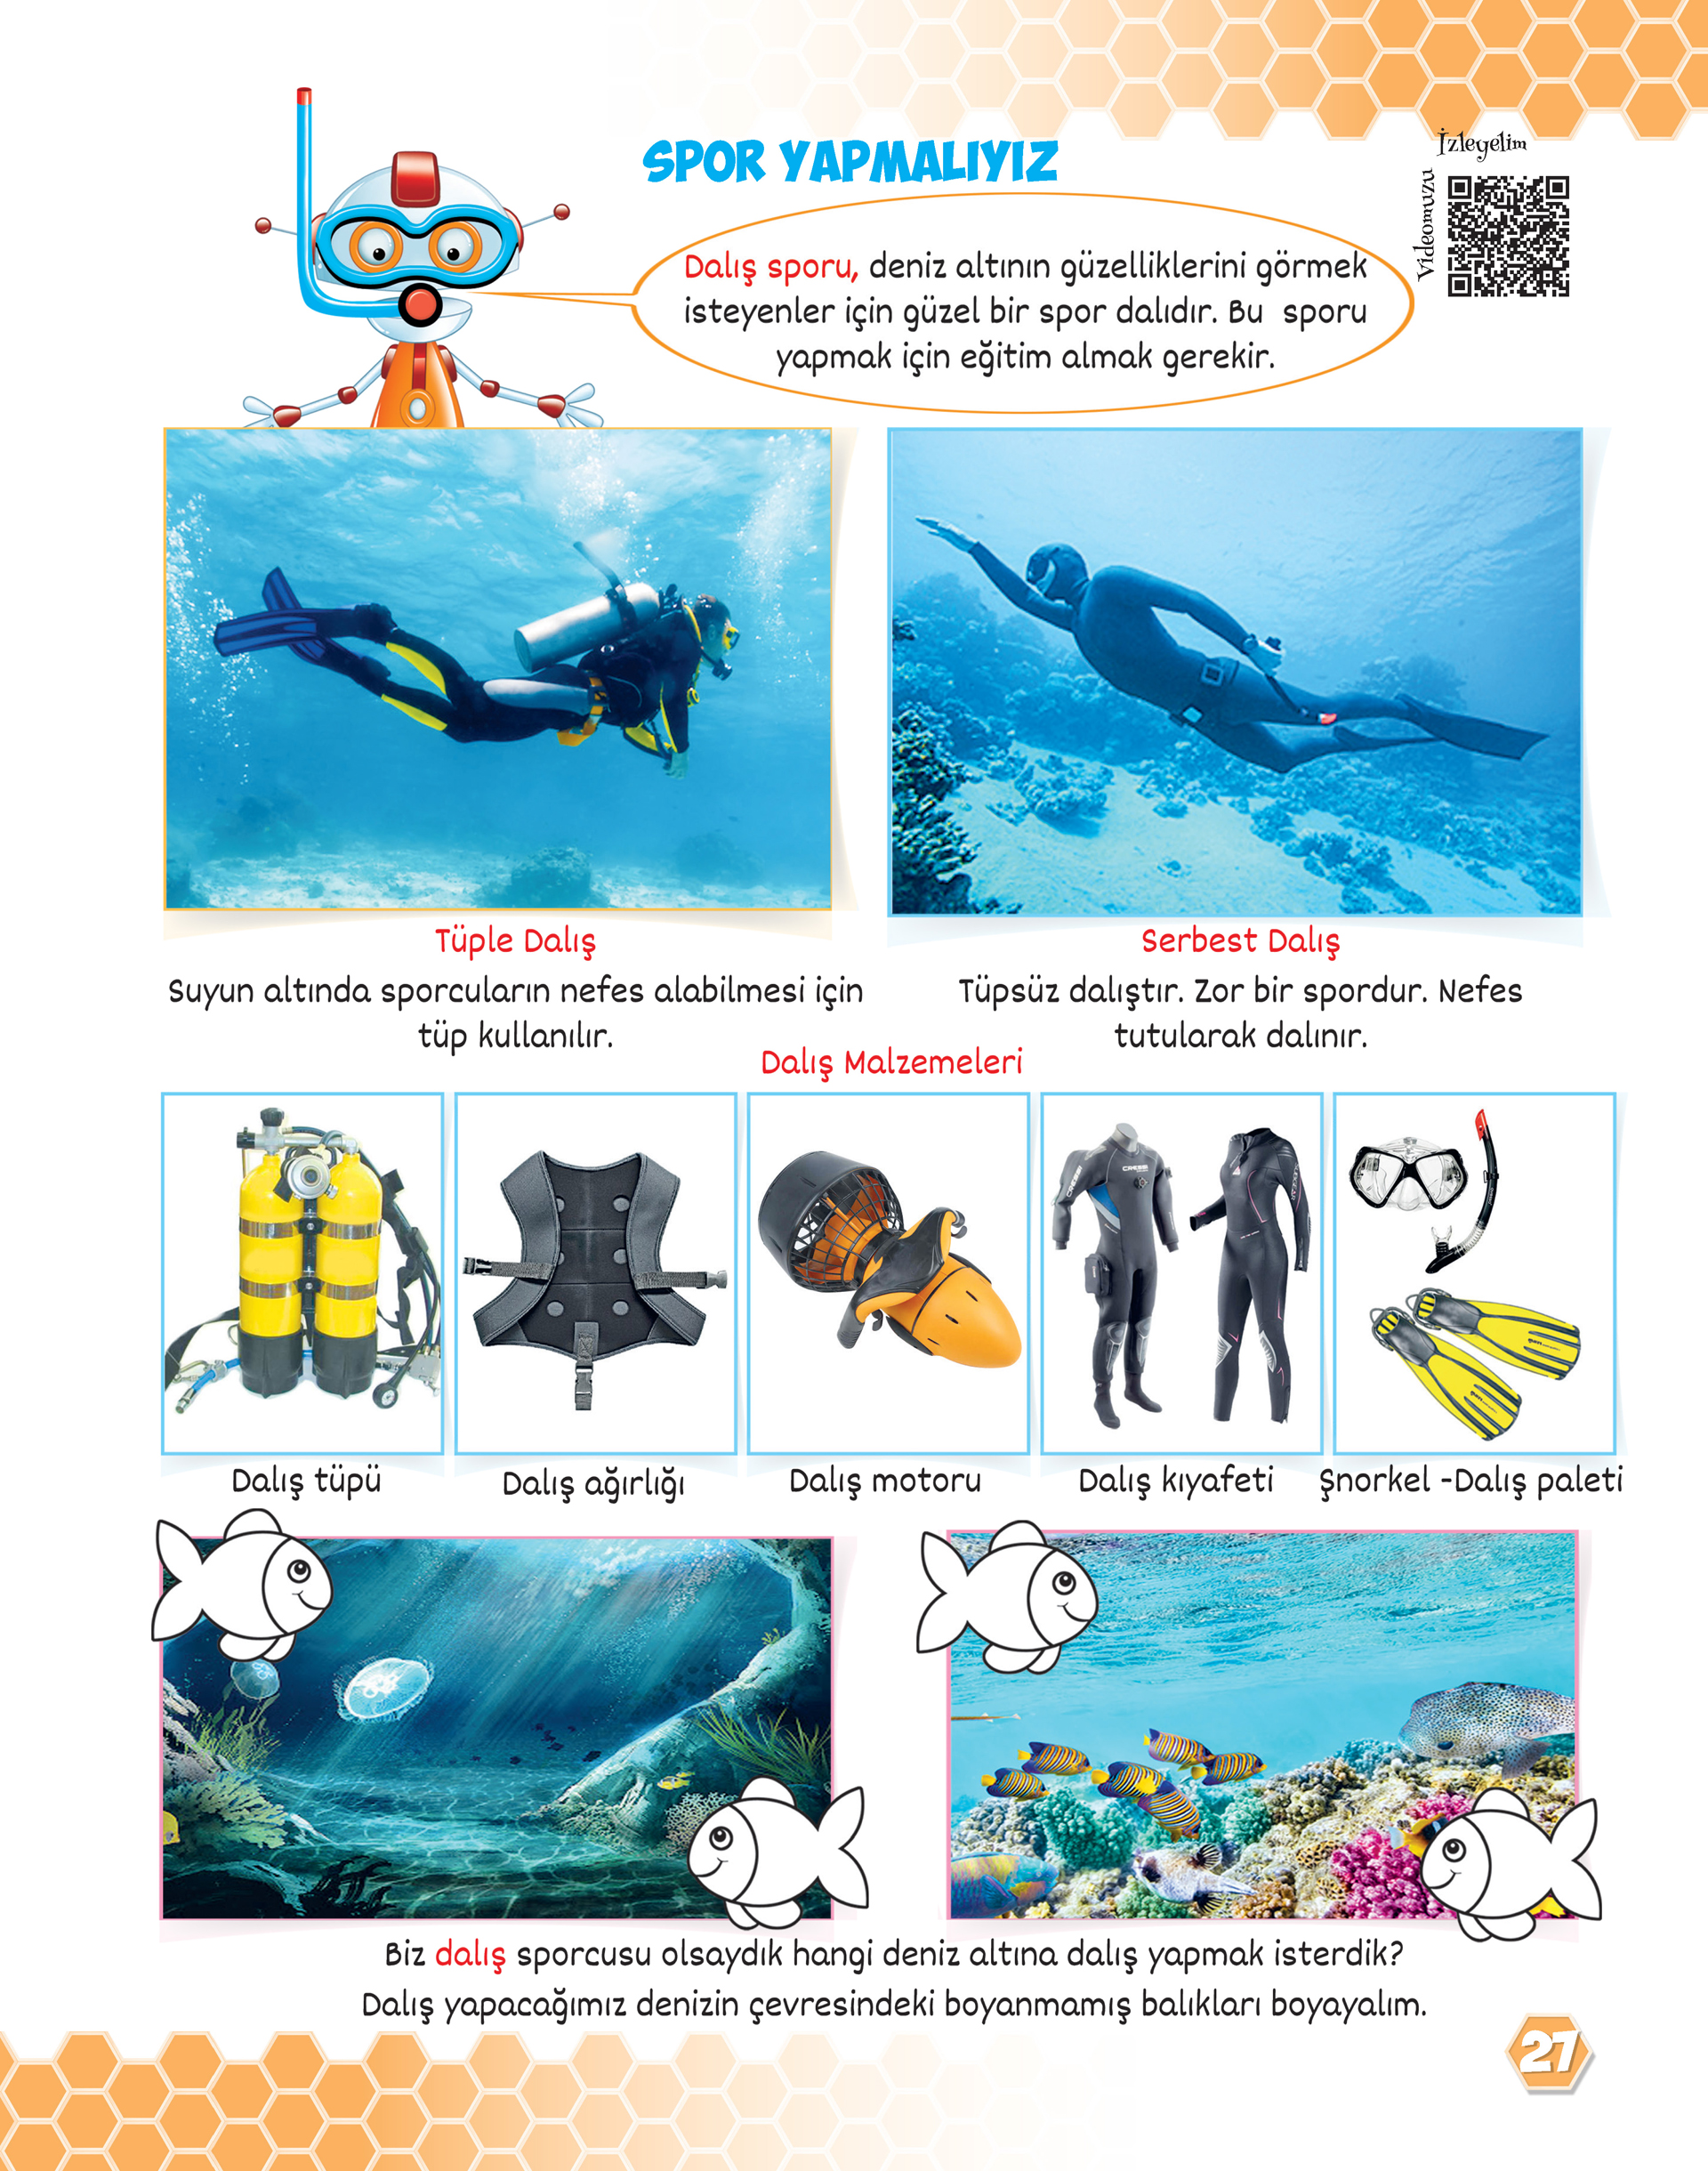 SPOR YAPMALIYIZ
İzleyelim
Videomuzu
Dalış sporu, deniz altının güzelliklerini görmek
isteyenler için güzel bir spor dalıdır. Bu sporu
yapmak için eğitim almak gerekir.
Tüple Dalış
Suyun altında sporcuların nefes alabilmesi için
tüp kullanılır.
Serbest Dalış
Tüpsüz dalıştır. Zor bir spordur. Nefes
tutularak dalınır.
Dalış Malzemeleri
CRESSI
CRESSI
Dalış tüpü
Dalış ağırlığı
Dalış motoru
Dalış kıyafeti
Şnorkel -Dalış paleti
Biz dalış sporcusu olsaydık hangi deniz altına dalış yapmak isterdik?
Dalış yapacağımız denizin çevresindeki boyanmamış balıkları boyayalım.
27